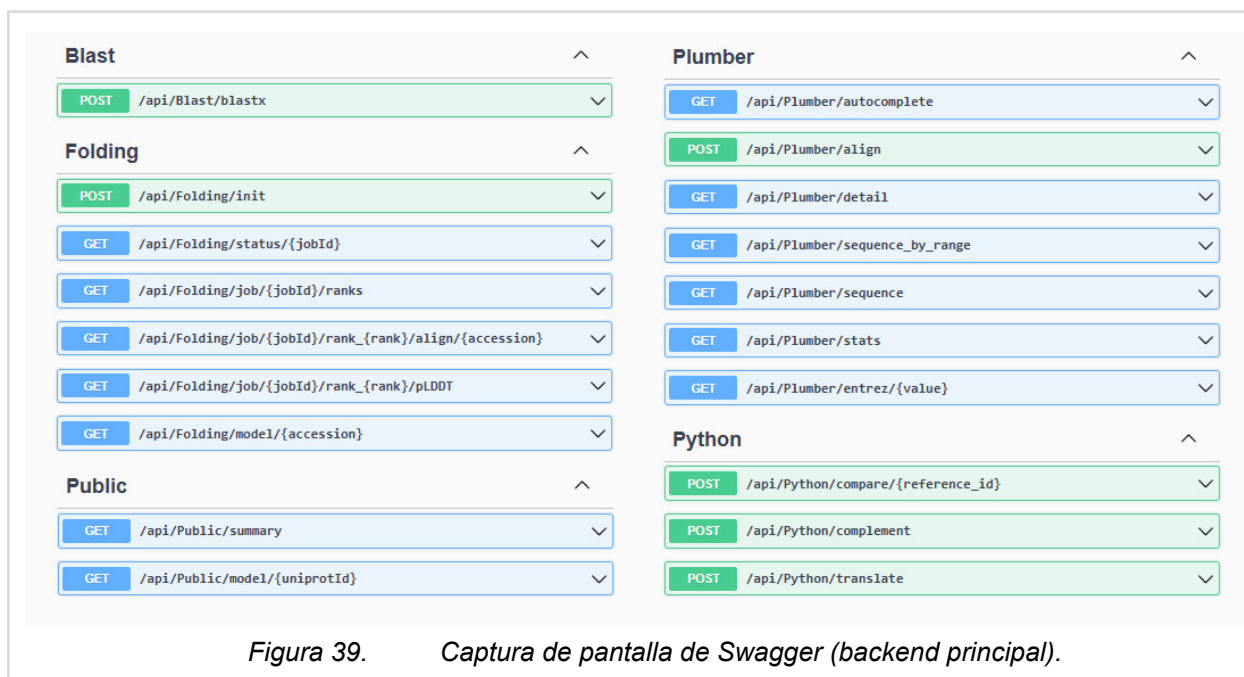 Blast
POST /api/Blast/blastx
Folding
POST /api/Folding/init
GET /api/Folding/status/{jobId}
GET /api/Folding/job/{jobId}/ranks
GET /api/Folding/job/{jobId}/rank_{rank}/align/{accession}
GET /api/Folding/job/{jobId}/rank_{rank}/pLDDT
GET /api/Folding/model/{accession}
Public
GET /api/Public/summary
GET /api/Public/model/{uniprotId}
Plumber
GET /api/Plumber/autocomplete
POST /api/Plumber/align
GET /api/Plumber/detail
GET /api/Plumber/sequence_by_range
GET /api/Plumber/sequence
GET /api/Plumber/stats
GET /api/Plumber/entrez/{value}
Python
POST /api/Python/compare/{reference_id}
POST /api/Python/complement
POST /api/Python/translate
Figura 39. Captura de pantalla de Swagger (backend principal).